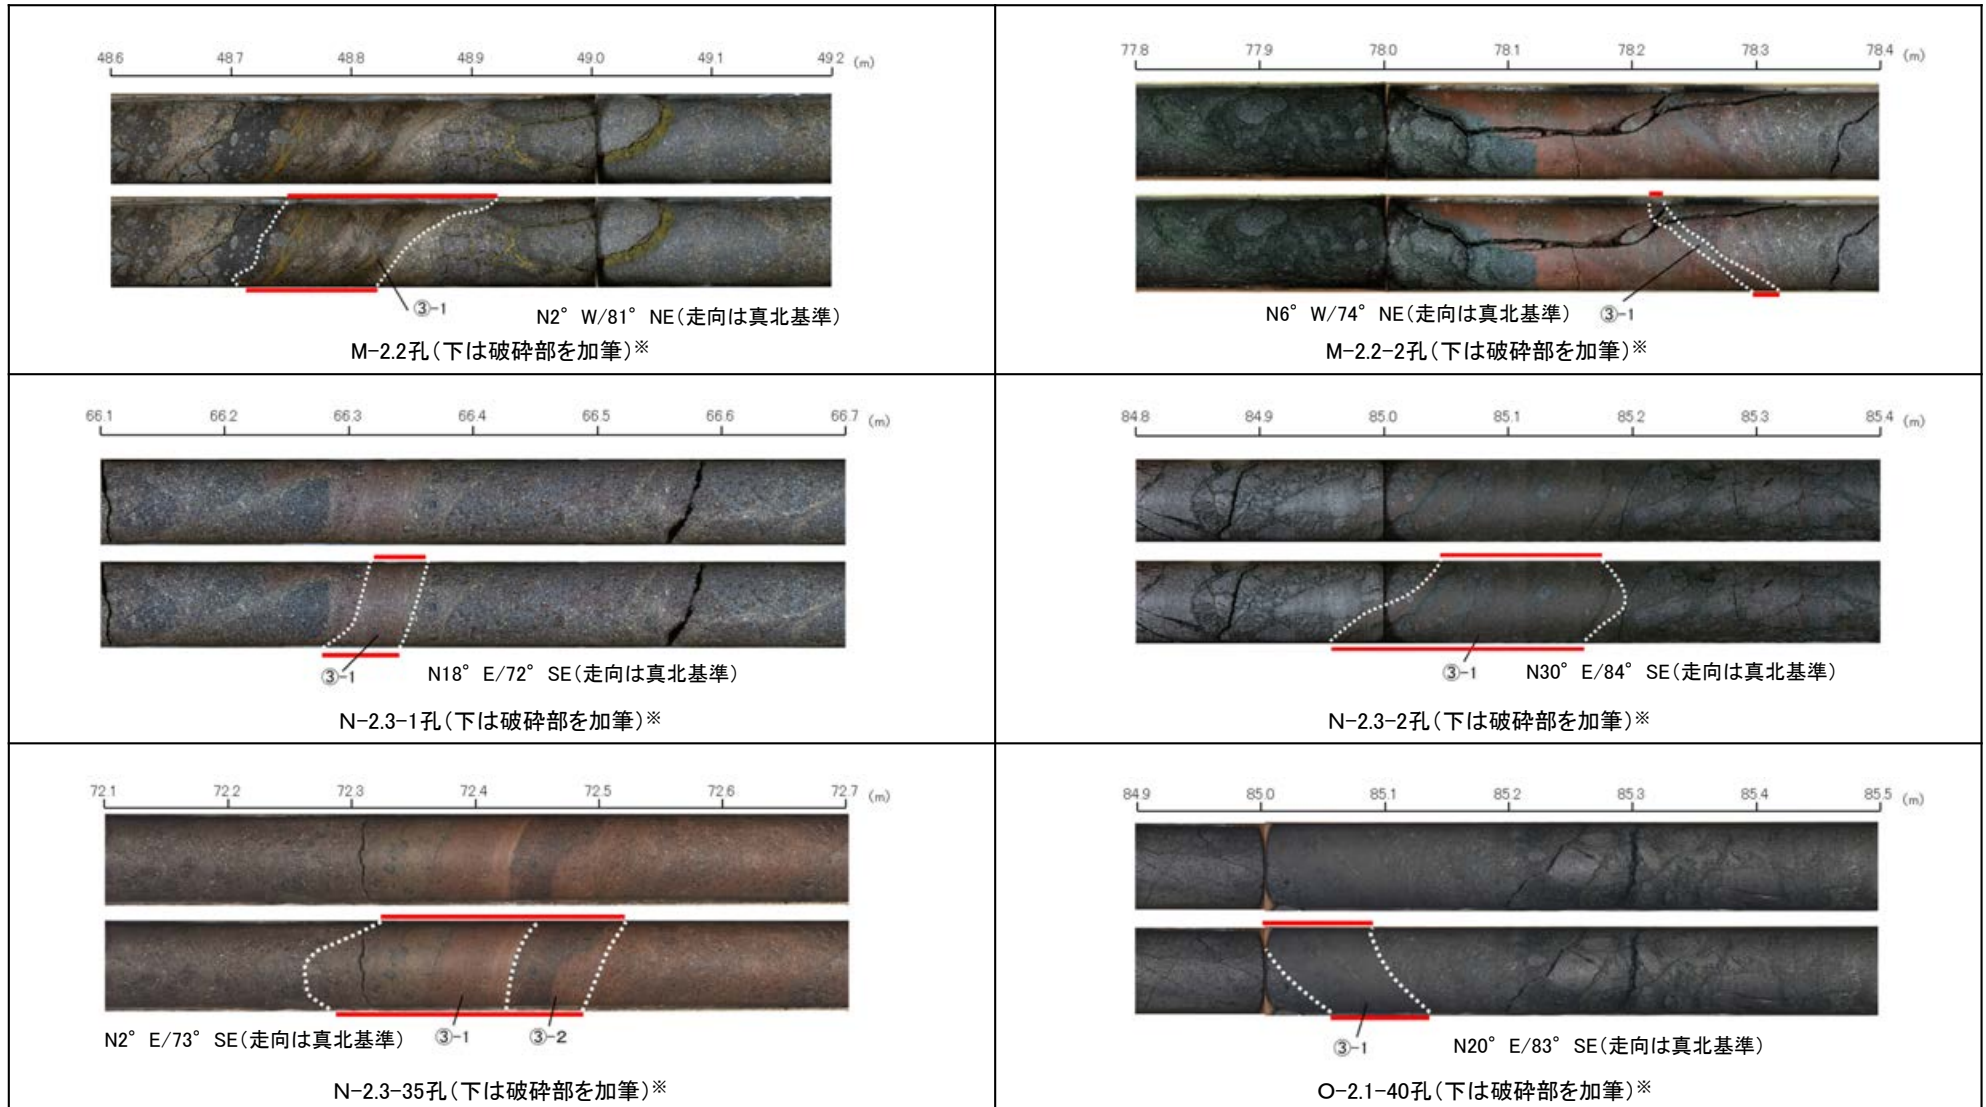 48.6 48.7 48.8 48.9 49.0 49.1 49.2 (m)
③-1
N2° W/81° NE(走向は真北基準)
M-2.2孔(下は破砕部を加筆)※
77.8 77.9 78.0 78.1 78.2 78.3 78.4 (m)
N6° W/74° NE(走向は真北基準) ③-1
M-2.2-2孔(下は破砕部を加筆)※
66.1 66.2 66.3 66.4 66.5 66.6 66.7 (m)
③-1 N18° E/72° SE(走向は真北基準)
N-2.3-1孔(下は破砕部を加筆)※
84.8 84.9 85.0 85.1 85.2 85.3 85.4 (m)
③-1 N30° E/84° SE(走向は真北基準)
N-2.3-2孔(下は破砕部を加筆)※
72.1 72.2 72.3 72.4 72.5 72.6 72.7 (m)
N2° E/73° SE(走向は真北基準) ③-1 ③-2
N-2.3-35孔(下は破砕部を加筆)※
84.9 85.0 85.1 85.2 85.3 85.4 85.5 (m)
③-1 N20° E/83° SE(走向は真北基準)
O-2.1-40孔(下は破砕部を加筆)※